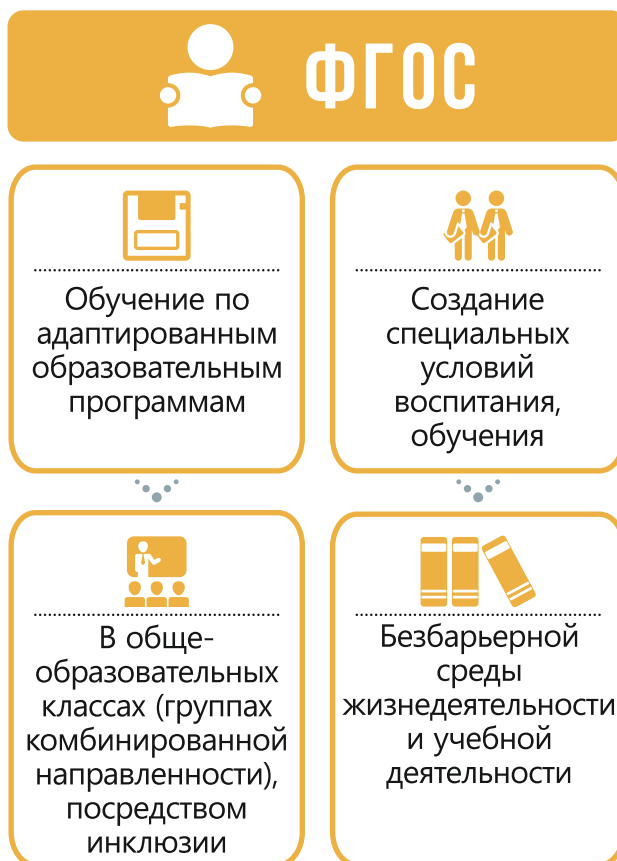 ФГОС
Обучение по
адаптированным
образовательным
программам
Создание
специальных
условий
воспитания,
обучения
В обще-
образовательных
классах (группах
комбинированной
направленности),
посредством
инклюзии
Безбарьерной
среды
жизнедеятельности
и учебной
деятельности